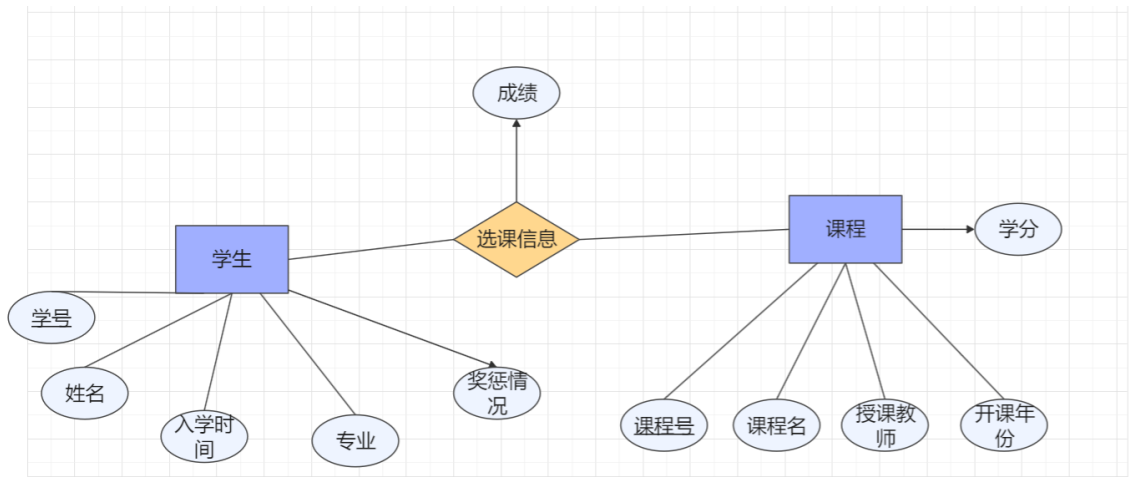 成绩
选课信息
学生
课程
学分
学号
姓名
入学时
间
专业
奖惩情
况
课程号
课程名
授课教
师
开课年
份